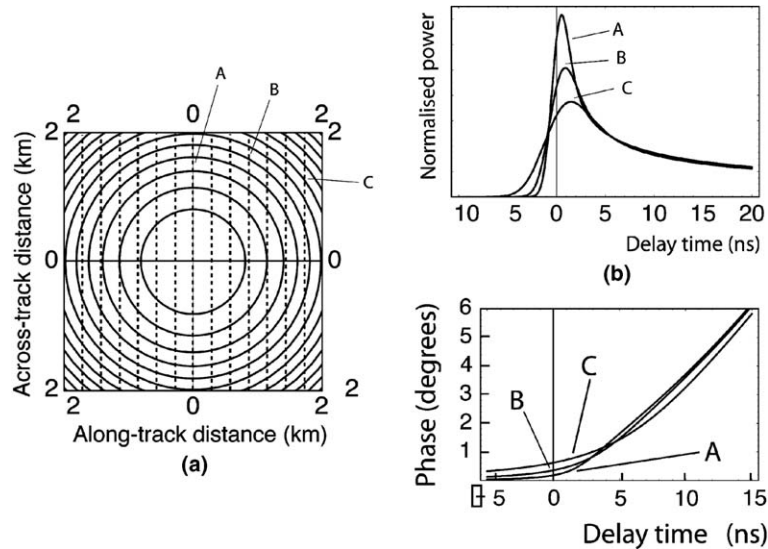 A
B
C
2 0 2
2 2
Across-track distance (km)
0 0
2 2
2 0 2
Along-track distance (km)
(a)
Normalised power
A
B
C
10 5 0 5 10 15 20
Delay time (ns)
(b)
Phase (degrees)
6
5
4
3
2
1
C
B
A
5 0 5 10 15
Delay time (ns)